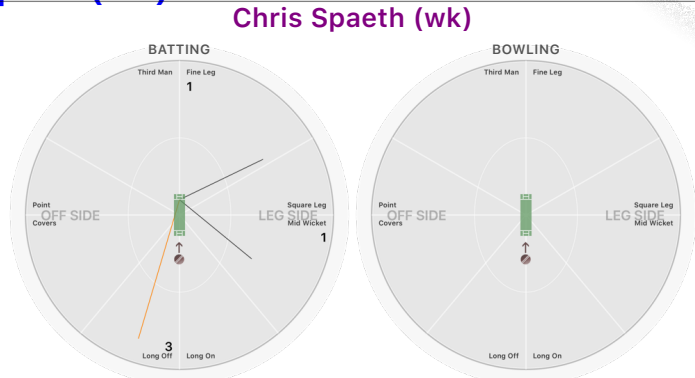 Chris Spaeth (wk)
BATTING
Third Man Fine Leg
1
Point
OFF SIDE
Covers
Square Leg
LEG SIDE
Mid Wicket
1
3
Long Off Long On
BOWLING
Third Man Fine Leg
Point
OFF SIDE
Covers
Square Leg
LEG SIDE
Mid Wicket
Long Off Long On